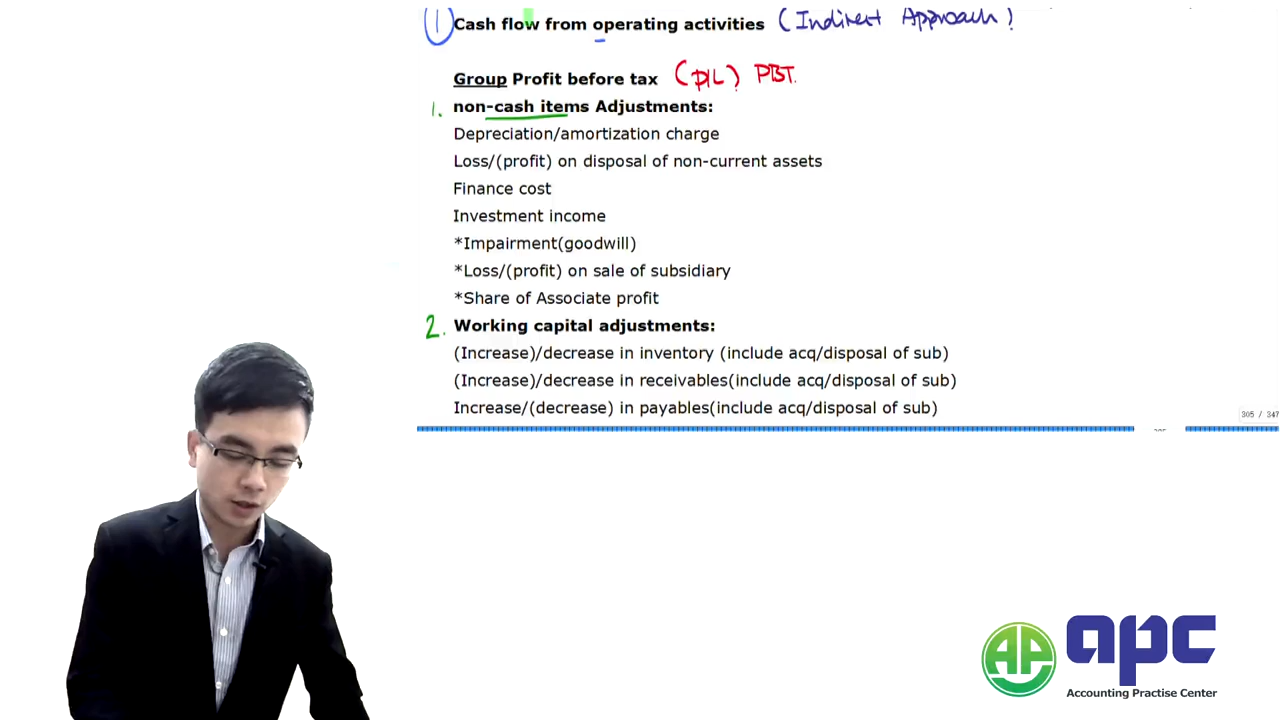 ① Cash flow from operating activities (Indirect Approach)
Group Profit before tax (P/L) PBT.
1. non-cash items Adjustments:
Depreciation/amortization charge
Loss/(profit) on disposal of non-current assets
Finance cost
Investment income
*Impairment(goodwill)
*Loss/(profit) on sale of subsidiary
*Share of Associate profit
2. Working capital adjustments:
(Increase)/decrease in inventory (include acq/disposal of sub)
(Increase)/decrease in receivables(include acq/disposal of sub)
Increase/(decrease) in payables(include acq/disposal of sub)
305 / 347
AP
apc
Accounting Practise Center